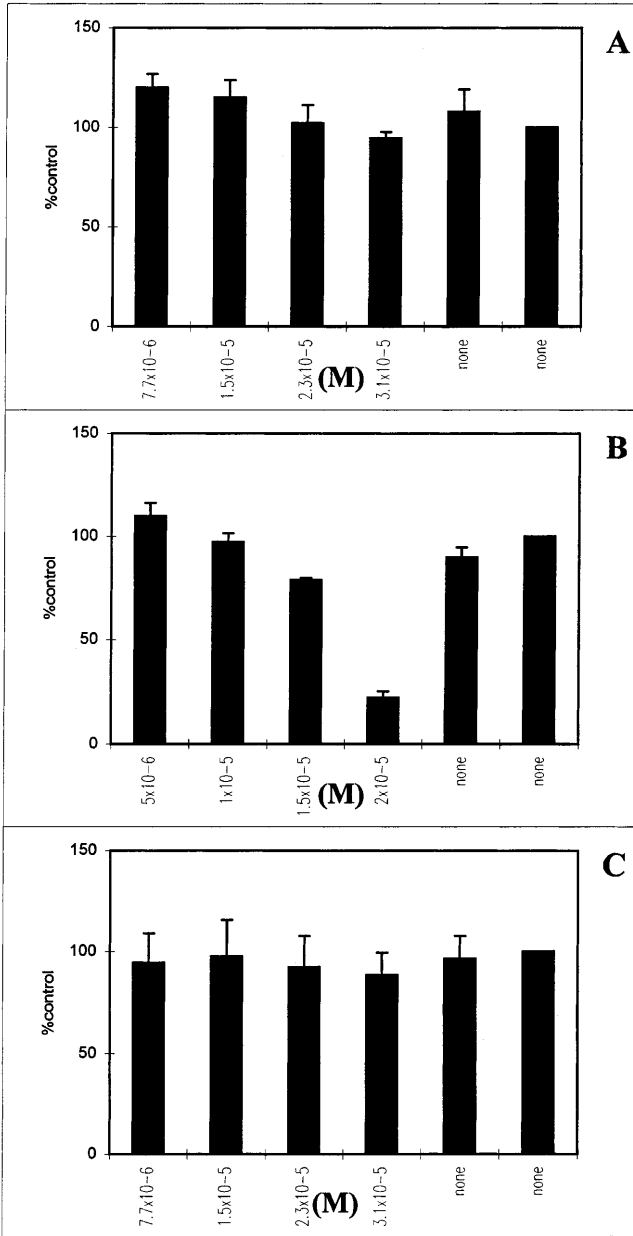 A
150
100
50
0
%control
7.7x10-6
1.5x10-5
2.3x10-5
3.1x10-5
none
none
(M)
B
150
100
50
0
%control
5x10-6
1x10-5
1.5x10-5
2x10-5
none
none
(M)
C
150
100
50
0
%control
7.7x10-6
1.5x10-5
2.3x10-5
3.1x10-5
none
none
(M)